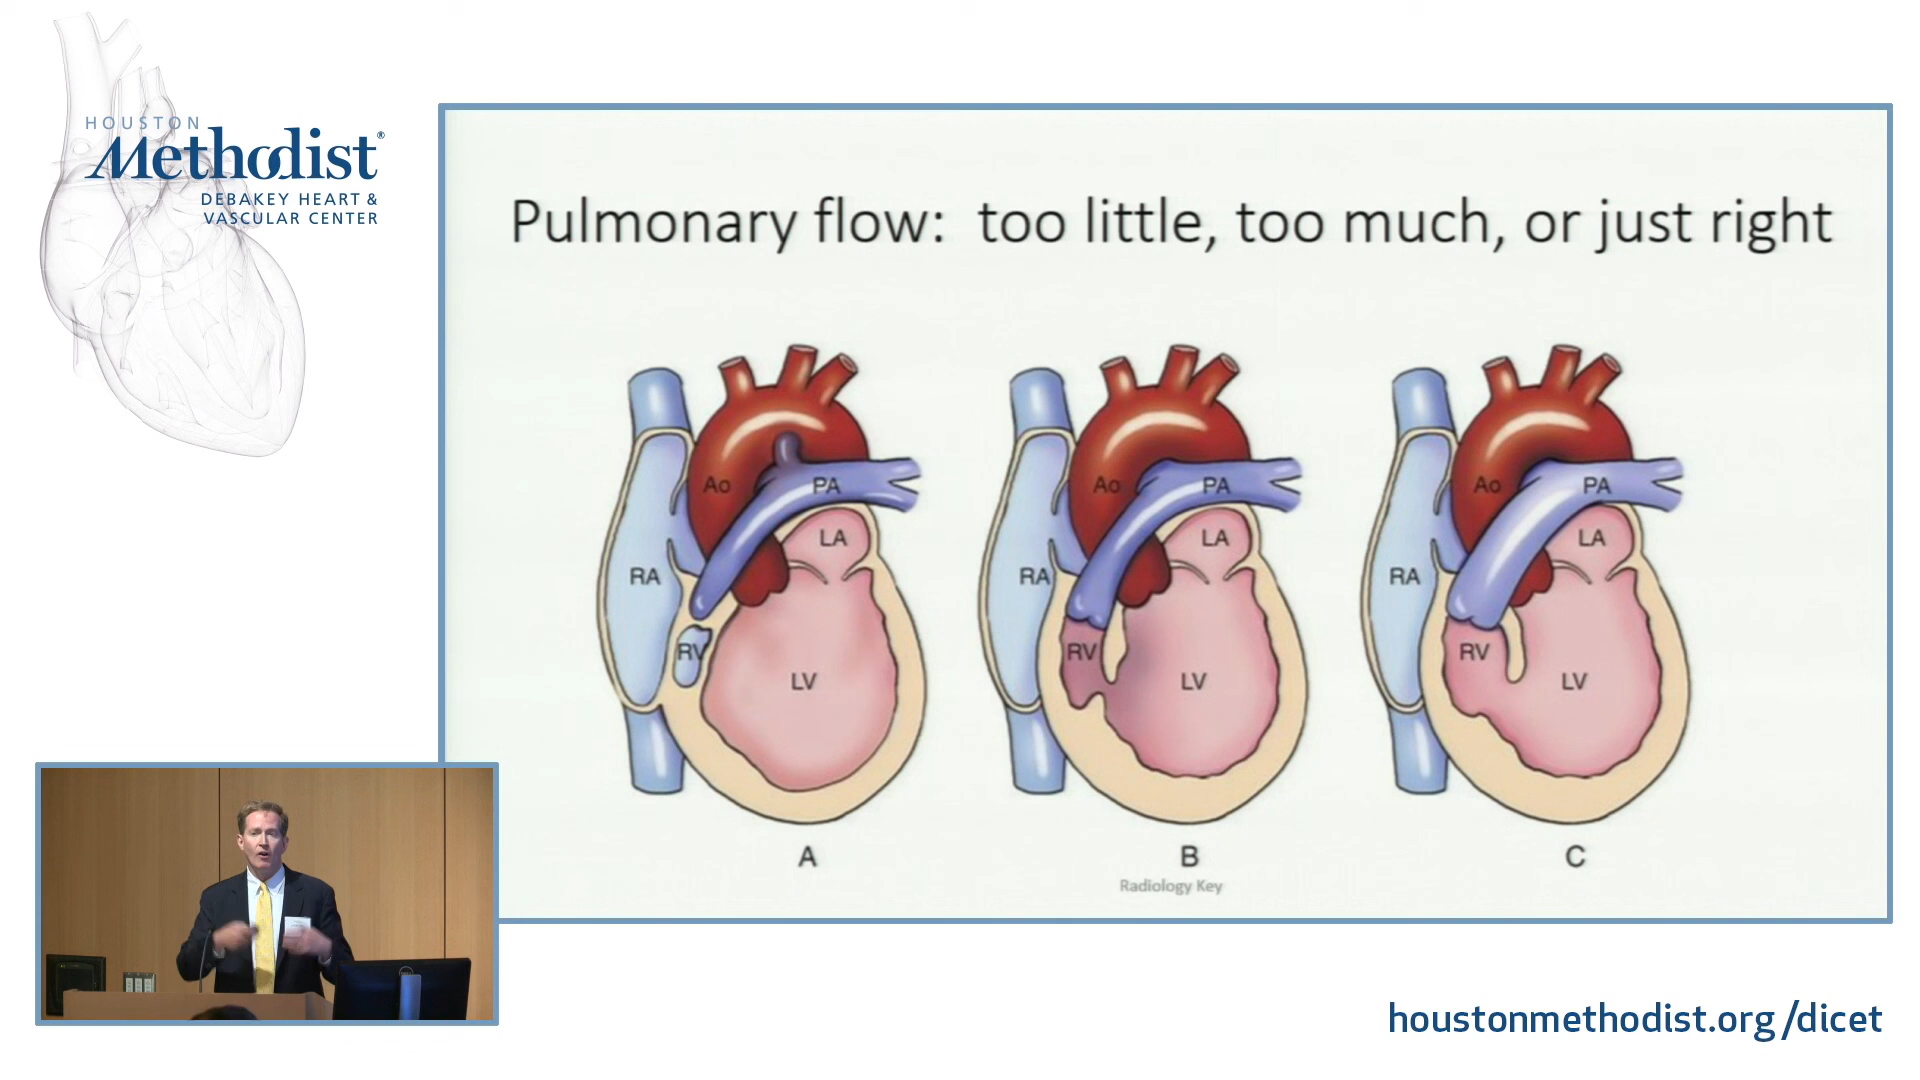 HOUSTON
Methodist®
DEBAKEY HEART &
VASCULAR CENTER
Pulmonary flow: too little, too much, or just right
Ao
PA
LA
RA
RV
LV
A
Ao
PA
LA
RA
RV
LV
B
Ao
PA
LA
RA
RV
LV
C
Radiology Key
houstonmethodist.org/dicet